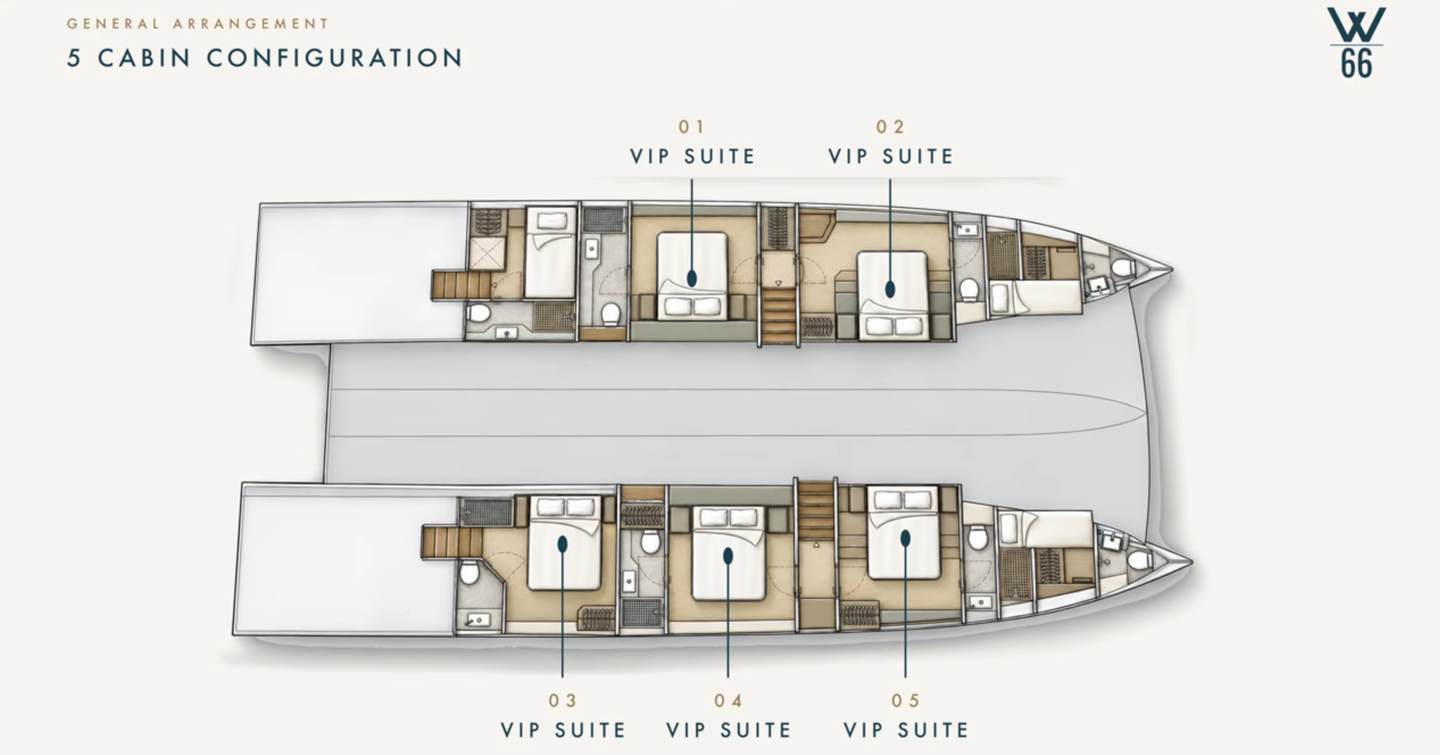 GENERAL ARRANGEMENT
5 CABIN CONFIGURATION
W
66
01
VIP SUITE
02
VIP SUITE
03
VIP SUITE
04
VIP SUITE
05
VIP SUITE